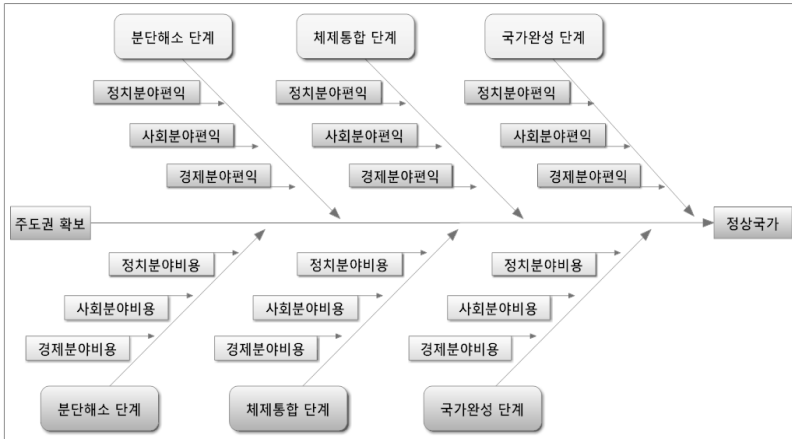 분단해소 단계
체제통합 단계
국가완성 단계
정치분야편익
정치분야편익
정치분야편익
사회분야편익
사회분야편익
사회분야편익
경제분야편익
경제분야편익
경제분야편익
주도권 확보
정상국가
정치분야비용
정치분야비용
정치분야비용
사회분야비용
사회분야비용
사회분야비용
경제분야비용
경제분야비용
경제분야비용
분단해소 단계
체제통합 단계
국가완성 단계